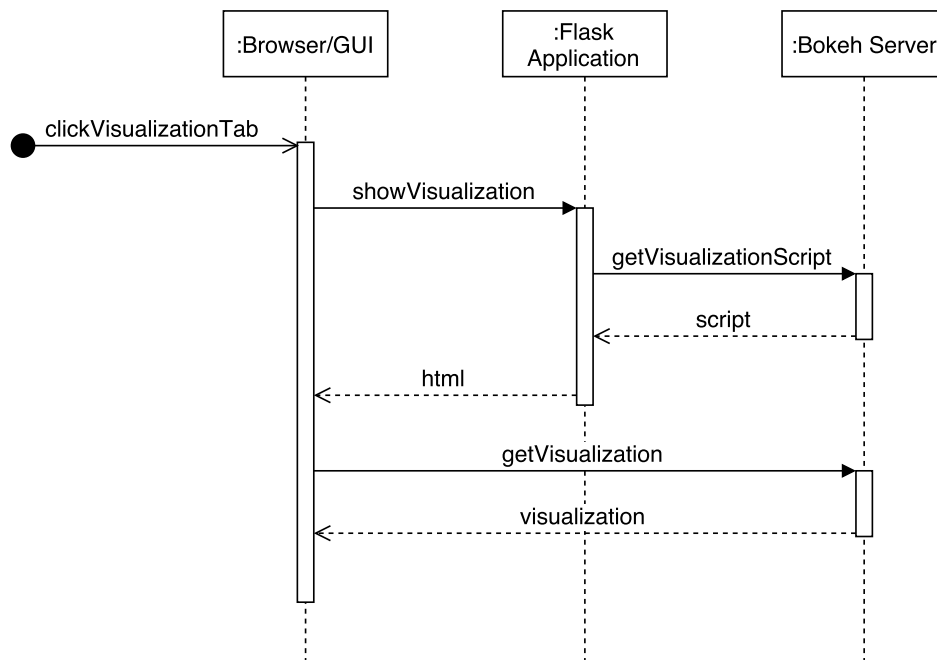 :Browser/GUI
:Flask
Application
:Bokeh Server
clickVisualizationTab
showVisualization
getVisualizationScript
script
html
getVisualization
visualization